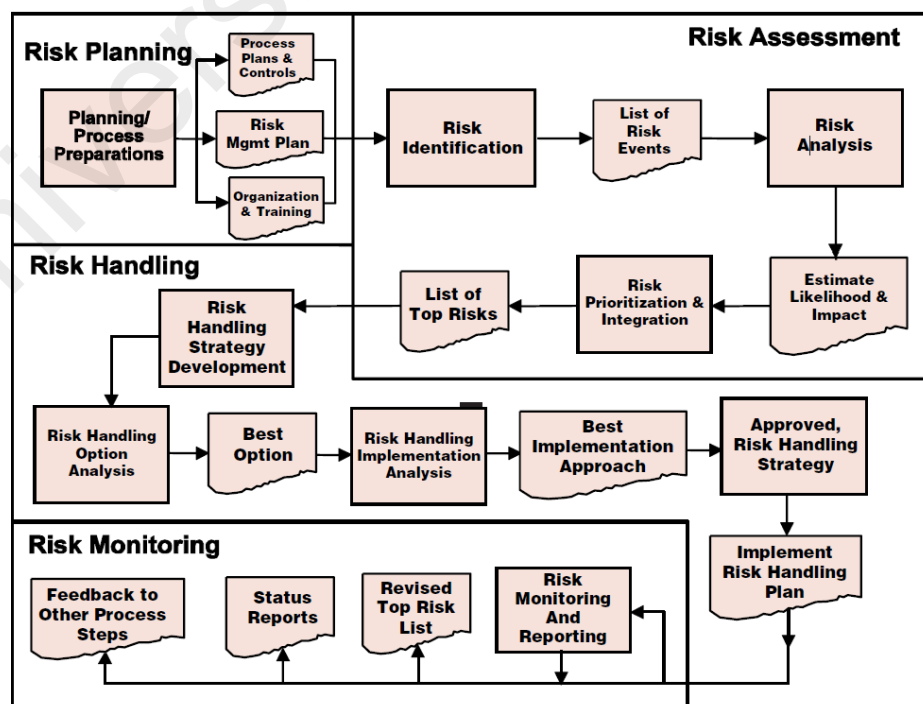 Risk Planning
Planning/
Process
Preparations
Process
Plans &
Controls
Risk
Mgmt Plan
Organization
& Training
Risk Assessment
Risk
Identification
List of
Risk
Events
Risk
Analysis
Estimate
Likelihood &
Impact
Risk
Prioritization &
Integration
List of
Top Risks
Risk Handling
Risk
Handling
Strategy
Development
Risk Handling
Option
Analysis
Best
Option
Risk Handling
Implementation
Analysis
Best
Implementation
Approach
Approved,
Risk Handling
Strategy
Implement
Risk Handling
Plan
Risk Monitoring
Feedback to
Other Process
Steps
Status
Reports
Revised
Top Risk
List
Risk
Monitoring
And
Reporting